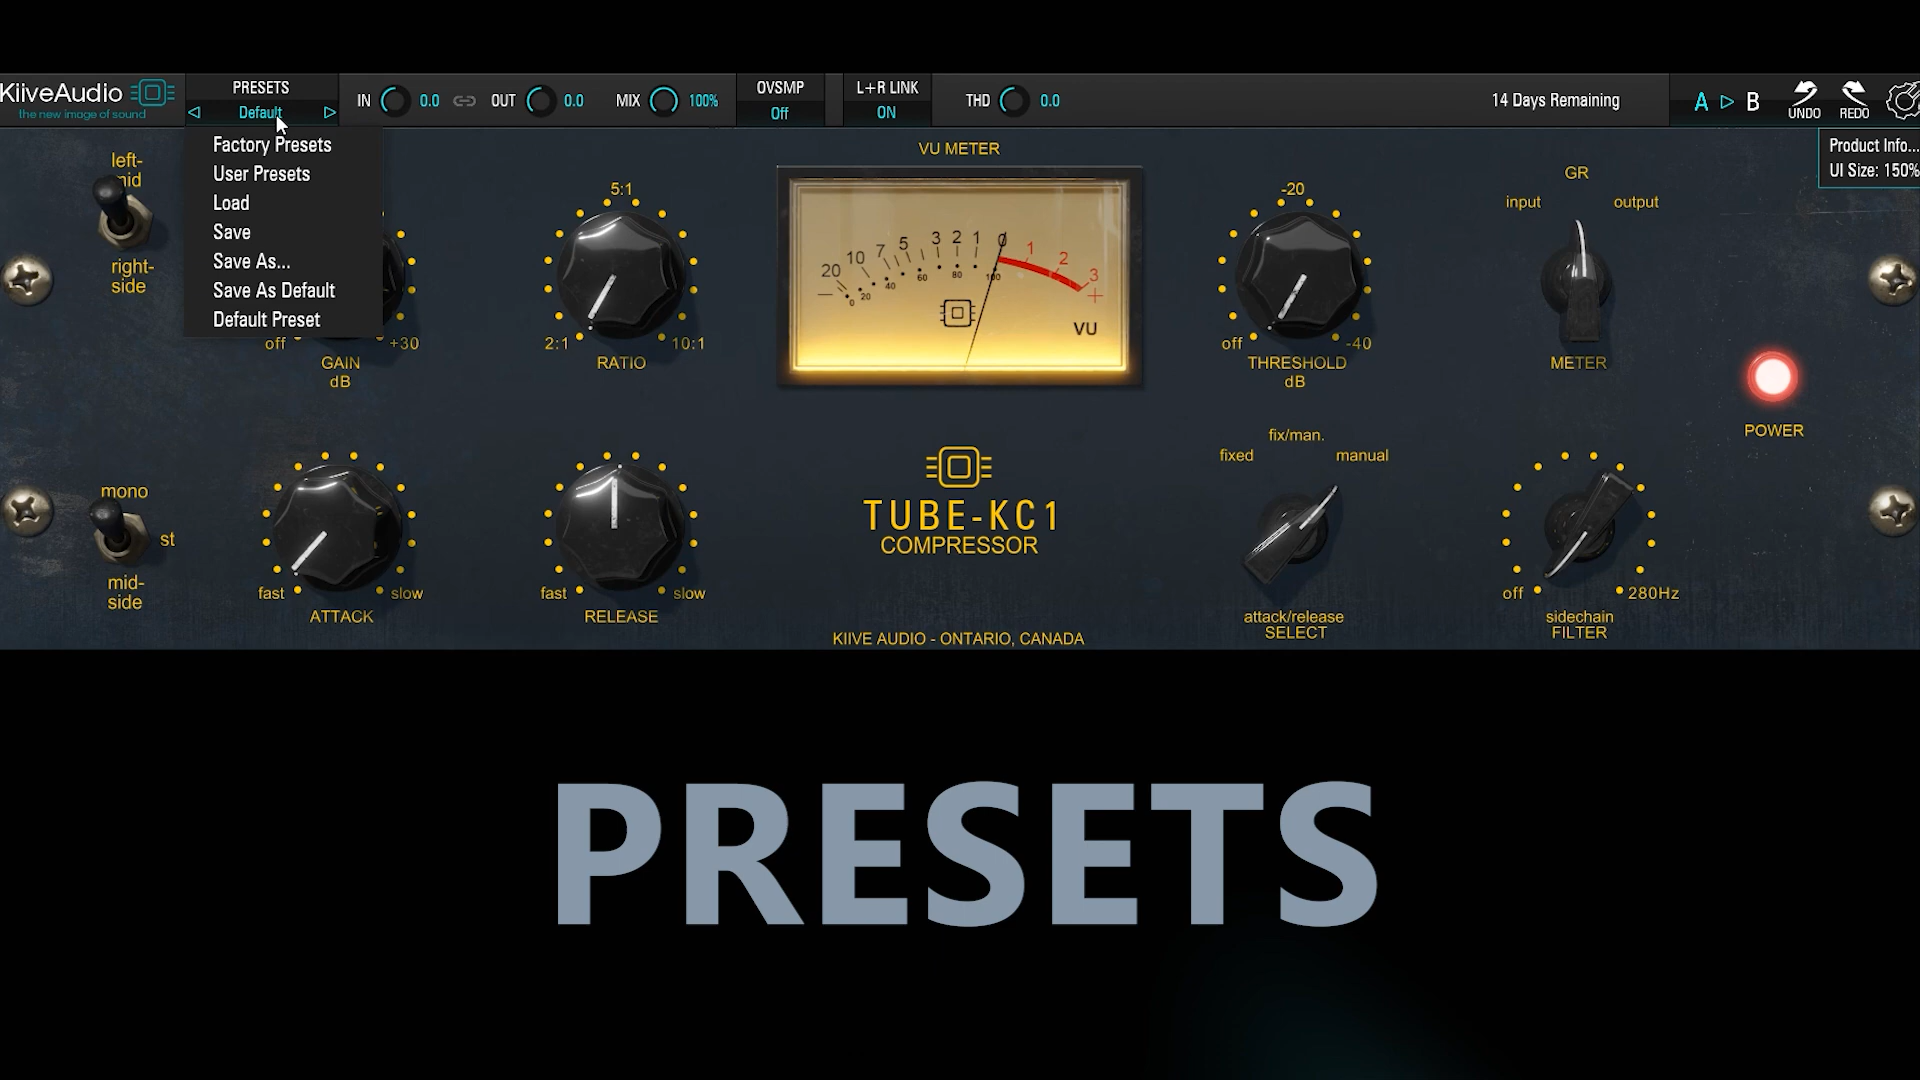 KiiveAudio
the new image of sound
PRESETS
Default
IN 0.0 OUT 0.0 MIX 100%
OVSMP
Off
L+R LINK
ON
THD 0.0
14 Days Remaining
A B
UNDO REDO
Product Info...
UI Size: 150%
Factory Presets
User Presets
Load
Save
Save As...
Save As Default
Default Preset
left-
mid
right-
side
off +30
GAIN
dB
5:1
2:1 10:1
RATIO
VU METER
20 10 7 5 3 2 1 0 1 2 3
0 20 40 60 80 100
− +
VU
-20
off -40
THRESHOLD
dB
GR
input output
METER
POWER
mono
st
mid-
side
fast slow
ATTACK
fast slow
RELEASE
TUBE-KC1
COMPRESSOR
KIIVE AUDIO - ONTARIO, CANADA
fix/man.
fixed manual
attack/release
SELECT
off 280Hz
sidechain
FILTER
PRESETS